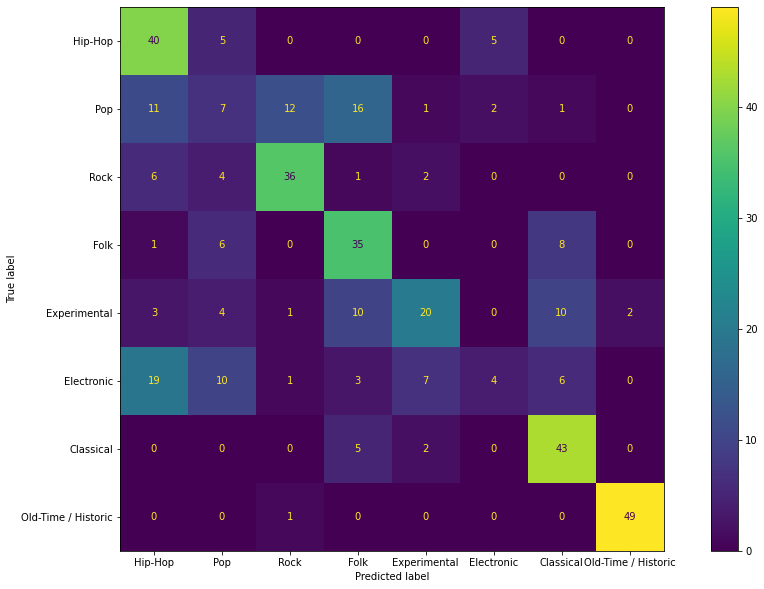 Hip-Hop 40 5 0 0 0 5 0 0
Pop 11 7 12 16 1 2 1 0
Rock 6 4 36 1 2 0 0 0
Folk 1 6 0 35 0 0 8 0
Experimental 3 4 1 10 20 0 10 2
Electronic 19 10 1 3 7 4 6 0
Classical 0 0 0 5 2 0 43 0
Old-Time / Historic 0 0 1 0 0 0 0 49
Hip-Hop Pop Rock Folk Experimental Electronic Classical Old-Time / Historic
Predicted label
True label
40
30
20
10
0